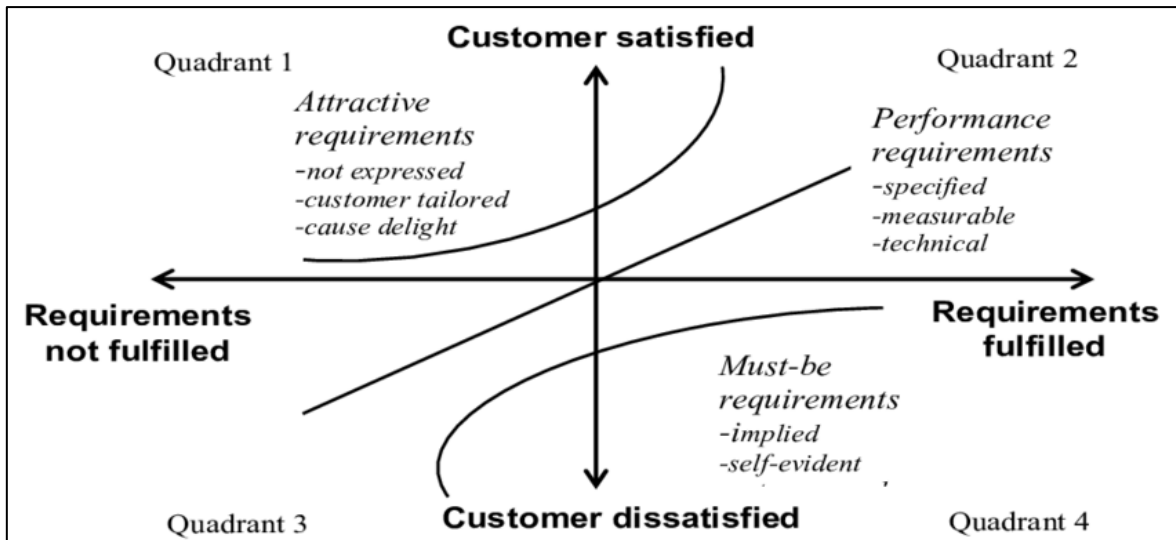 Customer satisfied
Quadrant 1
Quadrant 2
Attractive
requirements
-not expressed
-customer tailored
-cause delight
Performance
requirements
-specified
-measurable
-technical
Requirements
not fulfilled
Requirements
fulfilled
Must-be
requirements
-implied
-self-evident
Quadrant 3
Customer dissatisfied
Quadrant 4